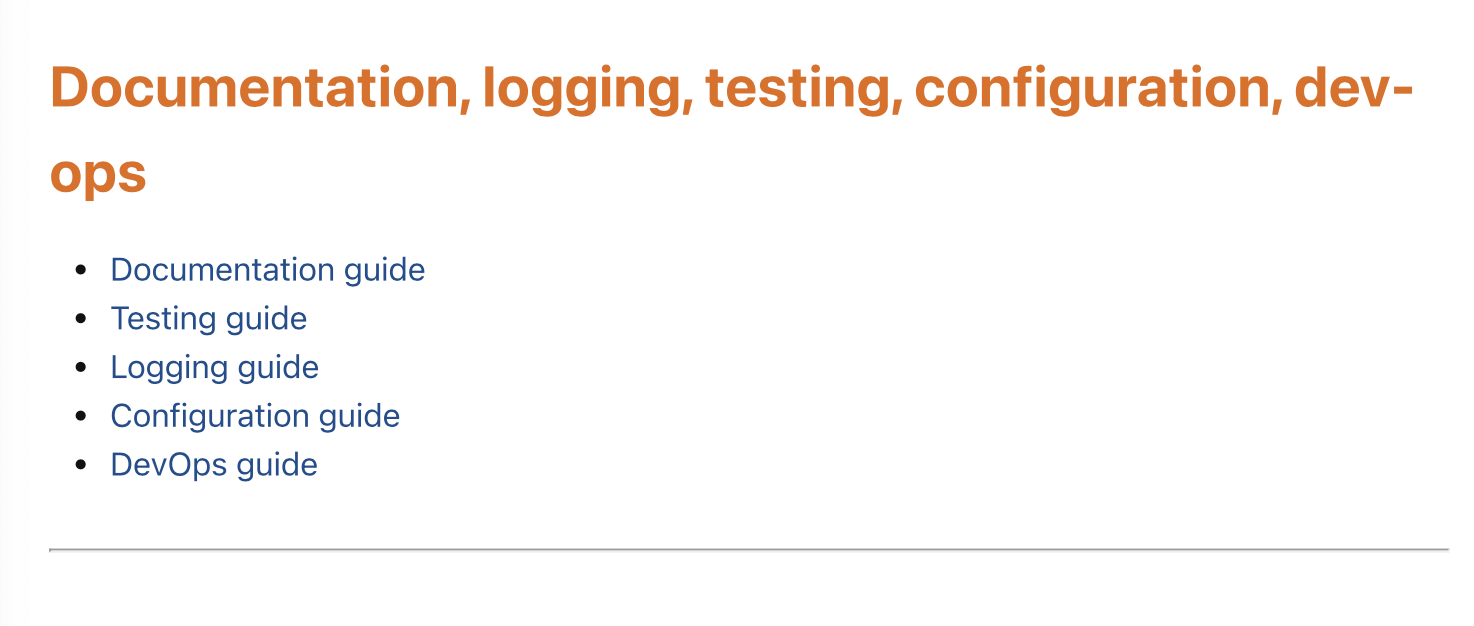 Documentation, logging, testing, configuration, dev-
ops
• Documentation guide
• Testing guide
• Logging guide
• Configuration guide
• DevOps guide